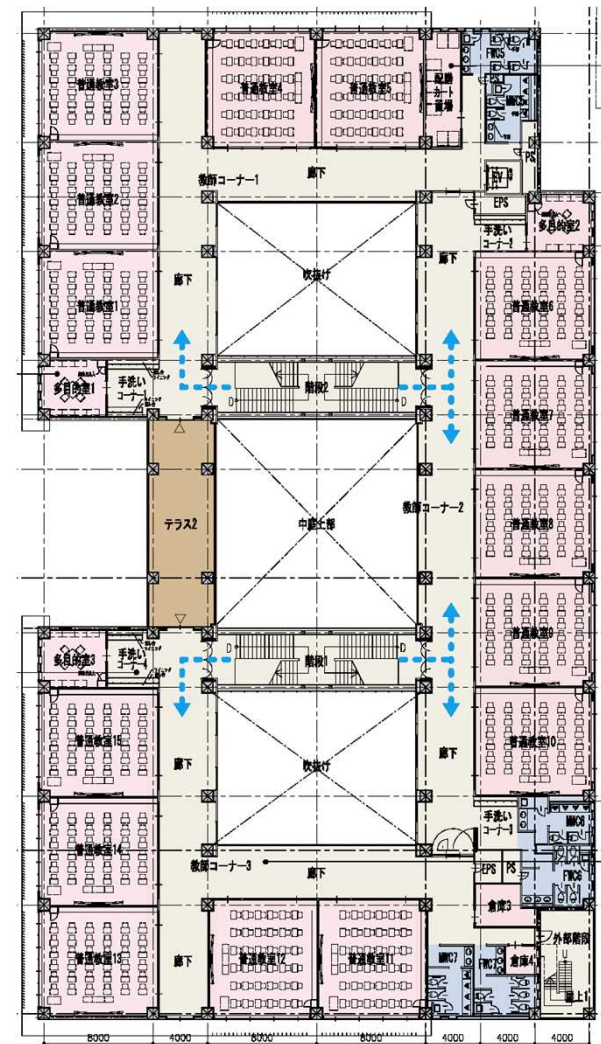 普通教室3
普通教室4
普通教室5
配膳
カート
置場
FWC5
MWC5
PS
教師コーナー1
廊下
EV
EPS
普通教室2
手洗い
コーナー2
多目的室2
廊下
吹抜け
廊下
普通教室1
普通教室6
多目的室1
手洗い
コーナー1
階段2
D
D
普通教室7
テラス2
中庭上部
教師コーナー2
普通教室8
普通教室9
多目的室3
手洗い
コーナー4
D
階段1
D
普通教室15
廊下
吹抜け
廊下
普通教室10
普通教室14
手洗い
コーナー3
MWC6
教師コーナー3
廊下
EPS
PS
FWC6
倉庫3
普通教室13
廊下
普通教室12
普通教室11
MWC7
FWC7
倉庫4
外部階段
屋上1
8000
4000
8000
8000
4000
4000
4000